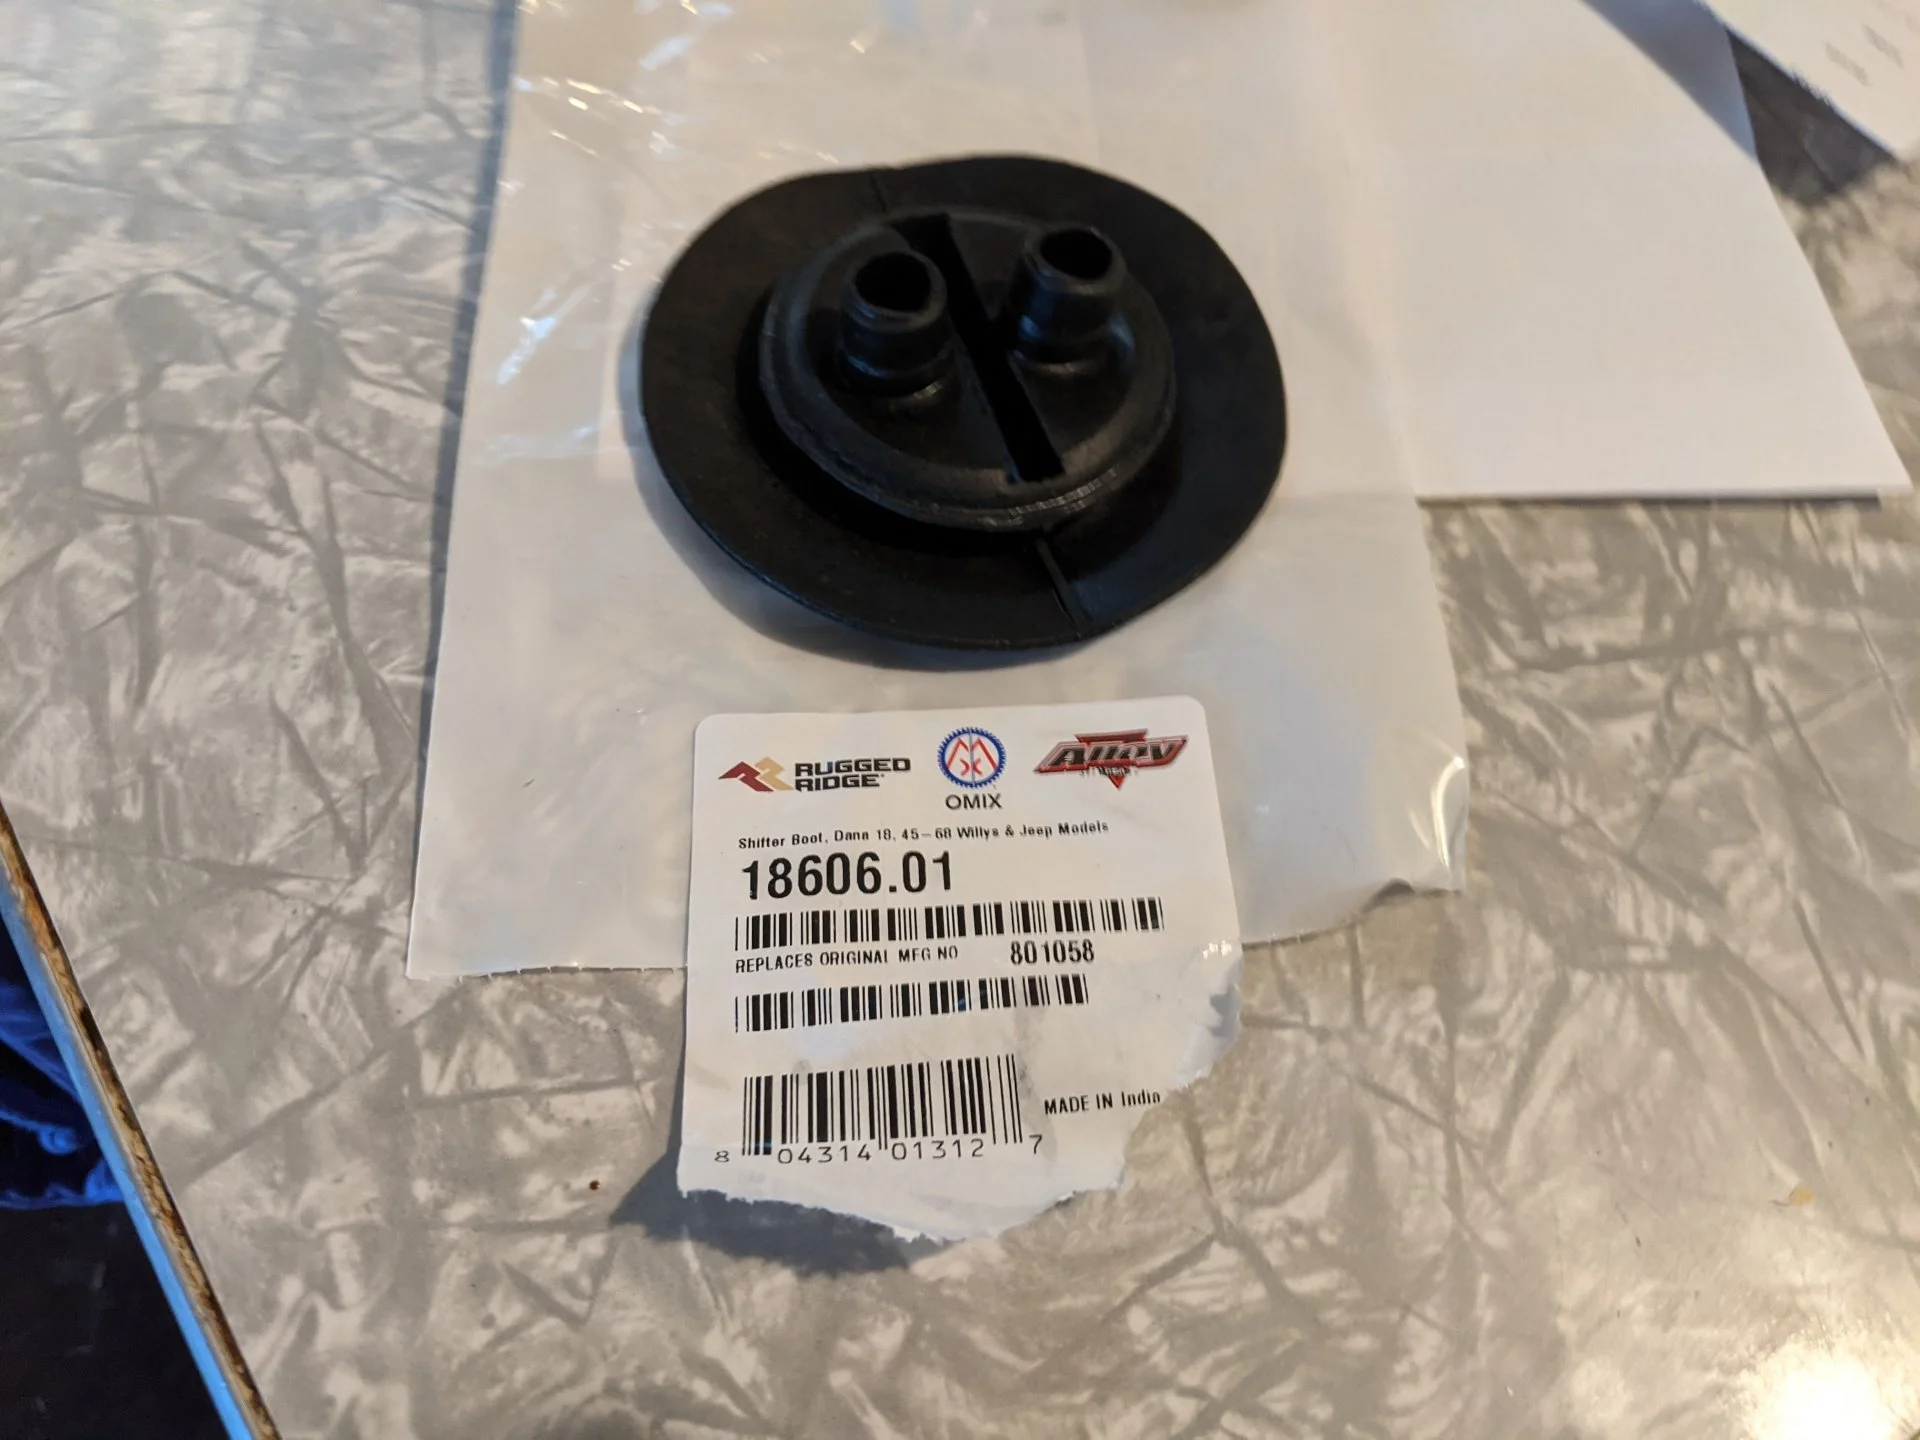 RUGGED
RIDGE
OMIX
Alloy
Shifter Boot, Dana 18, 45-68 Willys & Jeep Models
18606.01
REPLACES ORIGINAL MFG NO 801058
MADE IN India
8 04314 01312 7